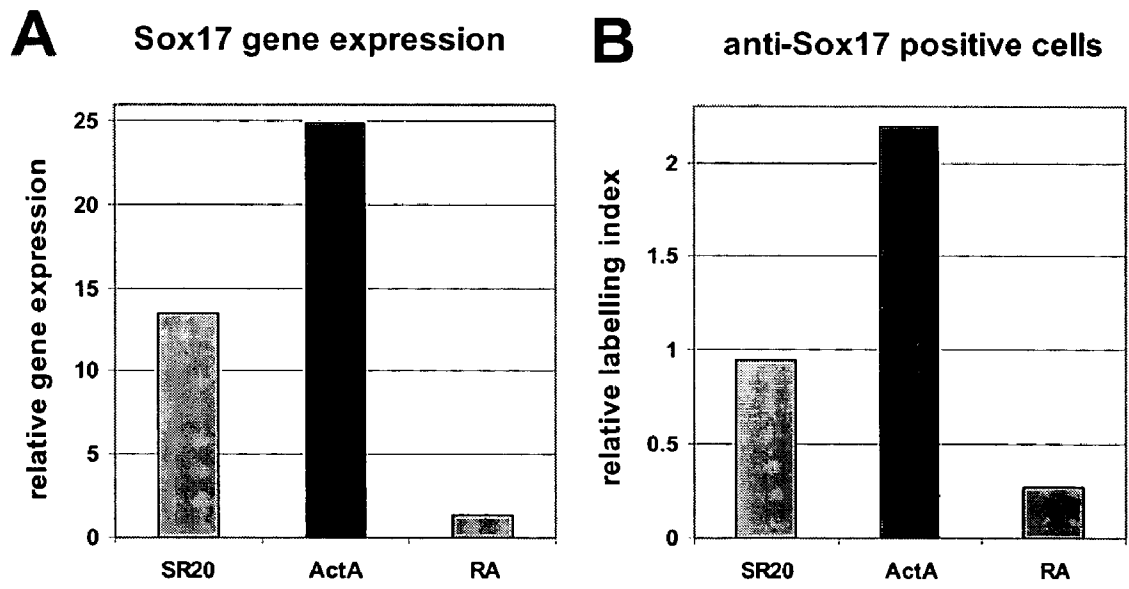 A
Sox17 gene expression
relative gene expression
25
20
15
10
5
0
SR20 ActA RA
B
anti-Sox17 positive cells
relative labelling index
2
1.5
1
0.5
0
SR20 ActA RA